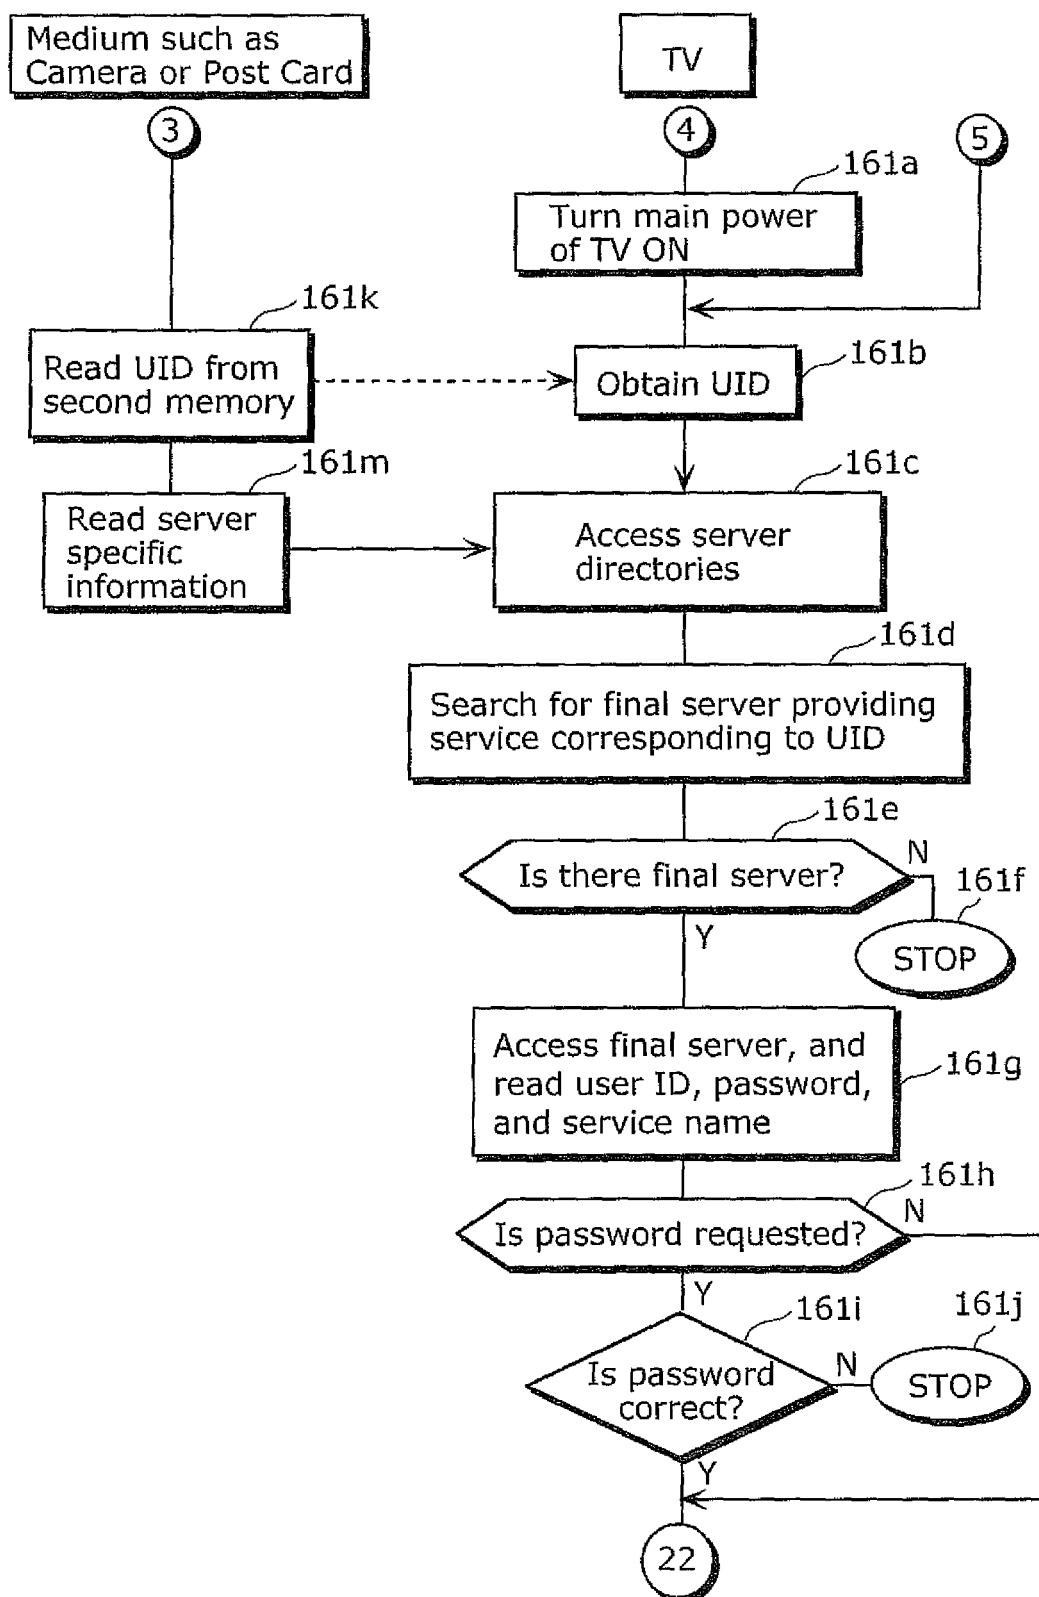 Medium such as
Camera or Post Card
TV
3
4
5
161a
Turn main power
of TV ON
161k
Read UID from
second memory
161b
Obtain UID
161m
Read server
specific
information
161c
Access server
directories
161d
Search for final server providing
service corresponding to UID
161e
Is there final server?
N
161f
STOP
Y
Access final server, and
read user ID, password,
and service name
161g
161h
Is password requested?
N
Y
161i
Is password
correct?
N
161j
STOP
Y
22